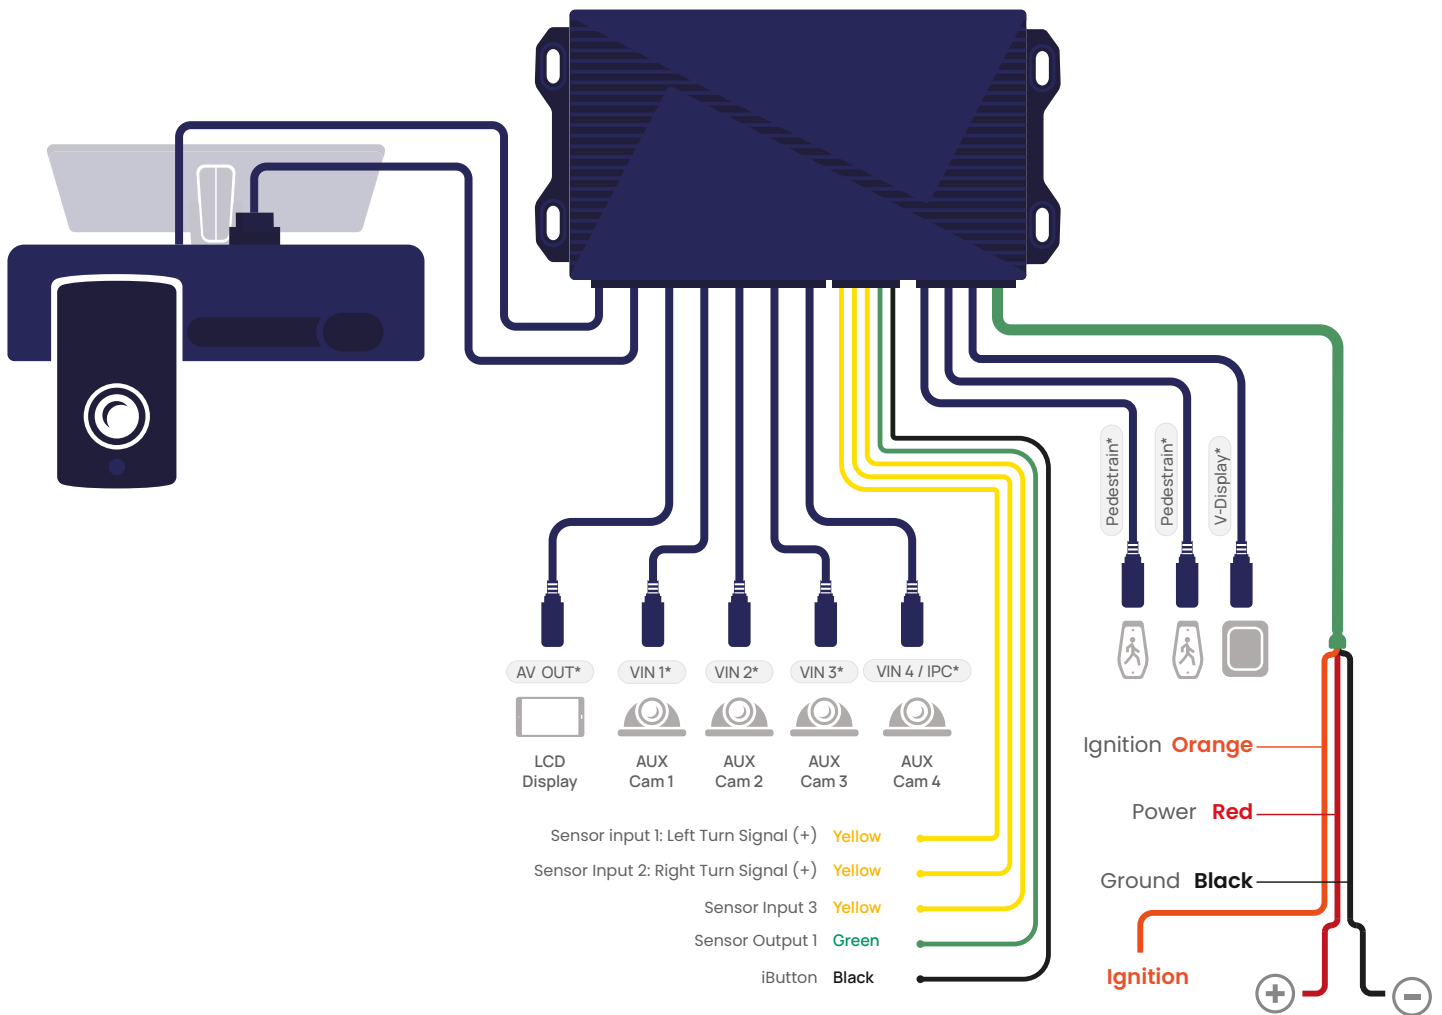 Pedestrain*
Pedestrain*
V-Display*
AV OUT*
VIN 1*
VIN 2*
VIN 3*
VIN 4 / IPC*
LCD
Display
AUX
Cam 1
AUX
Cam 2
AUX
Cam 3
AUX
Cam 4
Ignition Orange
Power Red
Ground Black
Sensor input 1: Left Turn Signal (+) Yellow
Sensor Input 2: Right Turn Signal (+) Yellow
Sensor Input 3 Yellow
Sensor Output 1 Green
iButton Black
Ignition
+
−